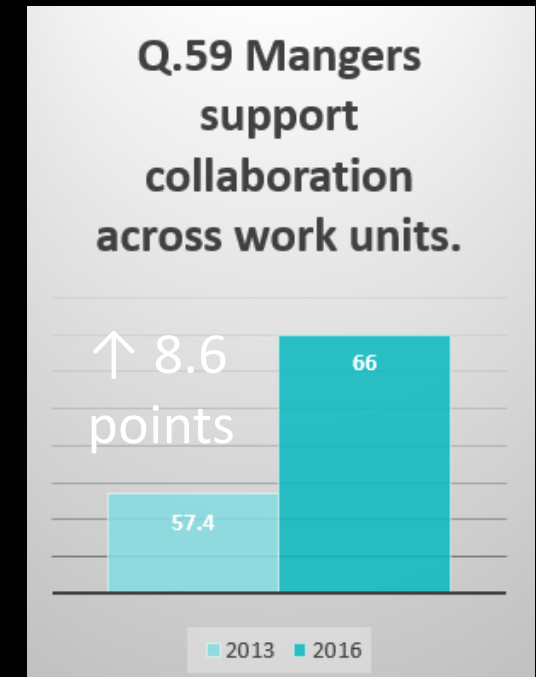 Q.59 Mangers
support
collaboration
across work units.
↑ 8.6
points
66
57.4
2013 2016